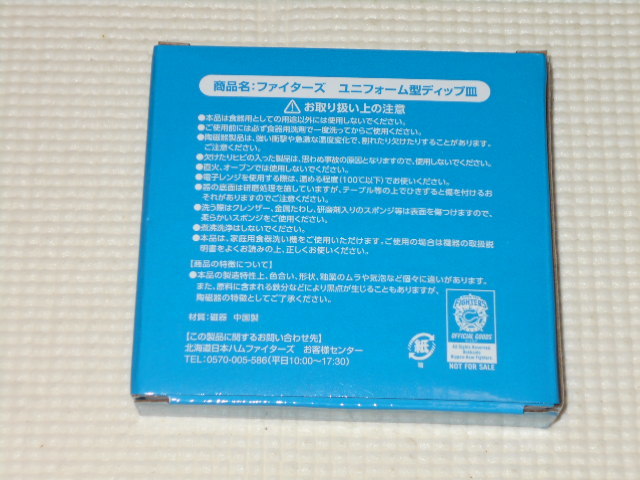 商品名:ファイターズ ユニフォーム型ディップ皿
お取り扱い上の注意
●本品は食器用としての用途以外には使用しないでください。
●ご使用前には必ず食器用洗剤で一度洗ってからご使用ください。
●陶磁器製品は、強い衝撃や急激な温度変化で、割れたり欠けたりすることがあります。
ご注意ください。
●欠けたりヒビの入った製品は、思わぬ事故の原因となりますので、使用しないでください。
●直火、オーブンでは使用しないでください。
●電子レンジを使用する際は、温める程度(100℃以下)でお使いください。
●器の底面は研磨処理を施していますが、テーブル等の上でひきずると傷を付けるおそれがありますのでご注意ください。
●洗う際はクレンザー、金属たわし、研磨剤入りのスポンジ等は表面を傷つけますので、
柔らかいスポンジをご使用ください。
●煮沸洗浄はしないでください。
●本品は、家庭用食器洗い機をご使用いただけます。ご使用の場合は機器の取扱説
明書をよくお読みの上、正しくお使いください。
【商品の特徴について】
●本品の製造特性上、色合い、形状、釉薬のムラや気泡など個々に違いがあります。
また、原料に含まれる鉄分などにより黒点が生じることもありますが、
陶磁器の特徴としてご了承ください。
材質:磁器 中国製
【この製品に関するお問い合わせ先】
北海道日本ハムファイターズ お客様センター
TEL:0570-005-586(平日10:00〜17:30)
紙
箱
FIGHTERS
OFFICIAL GOODS
All Rights Reserved
Hokkaido
Nippon-Ham Fighters
NOT FOR SALE